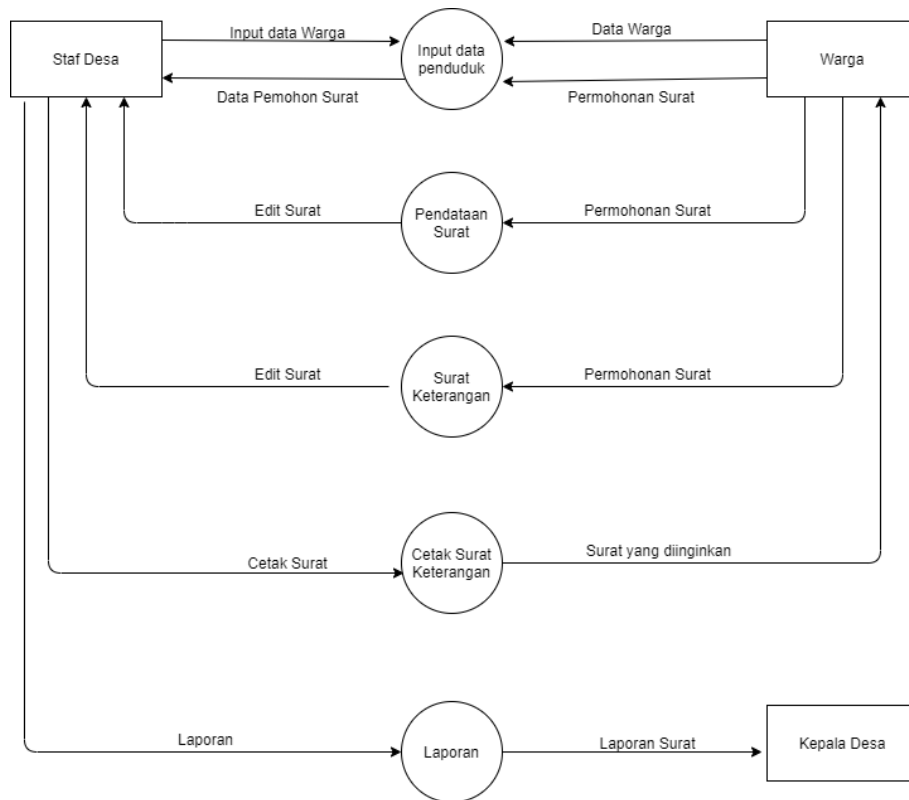 Staf Desa
Input data Warga
Input data
penduduk
Data Warga
Warga
Data Pemohon Surat
Permohonan Surat
Edit Surat
Pendataan
Surat
Permohonan Surat
Edit Surat
Surat
Keterangan
Permohonan Surat
Cetak Surat
Cetak Surat
Keterangan
Surat yang diinginkan
Laporan
Laporan
Laporan Surat
Kepala Desa